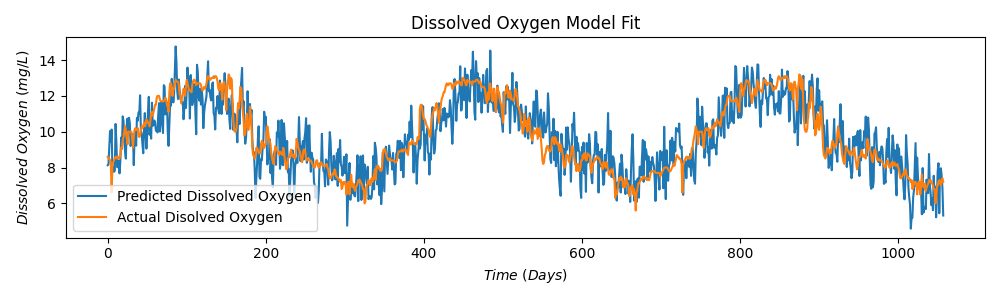 Dissolved Oxygen Model Fit
Dissolved Oxygen (mg/L)
14
12
10
8
6
Predicted Dissolved Oxygen
Actual Disolved Oxygen
0
200
400
600
800
1000
Time (Days)